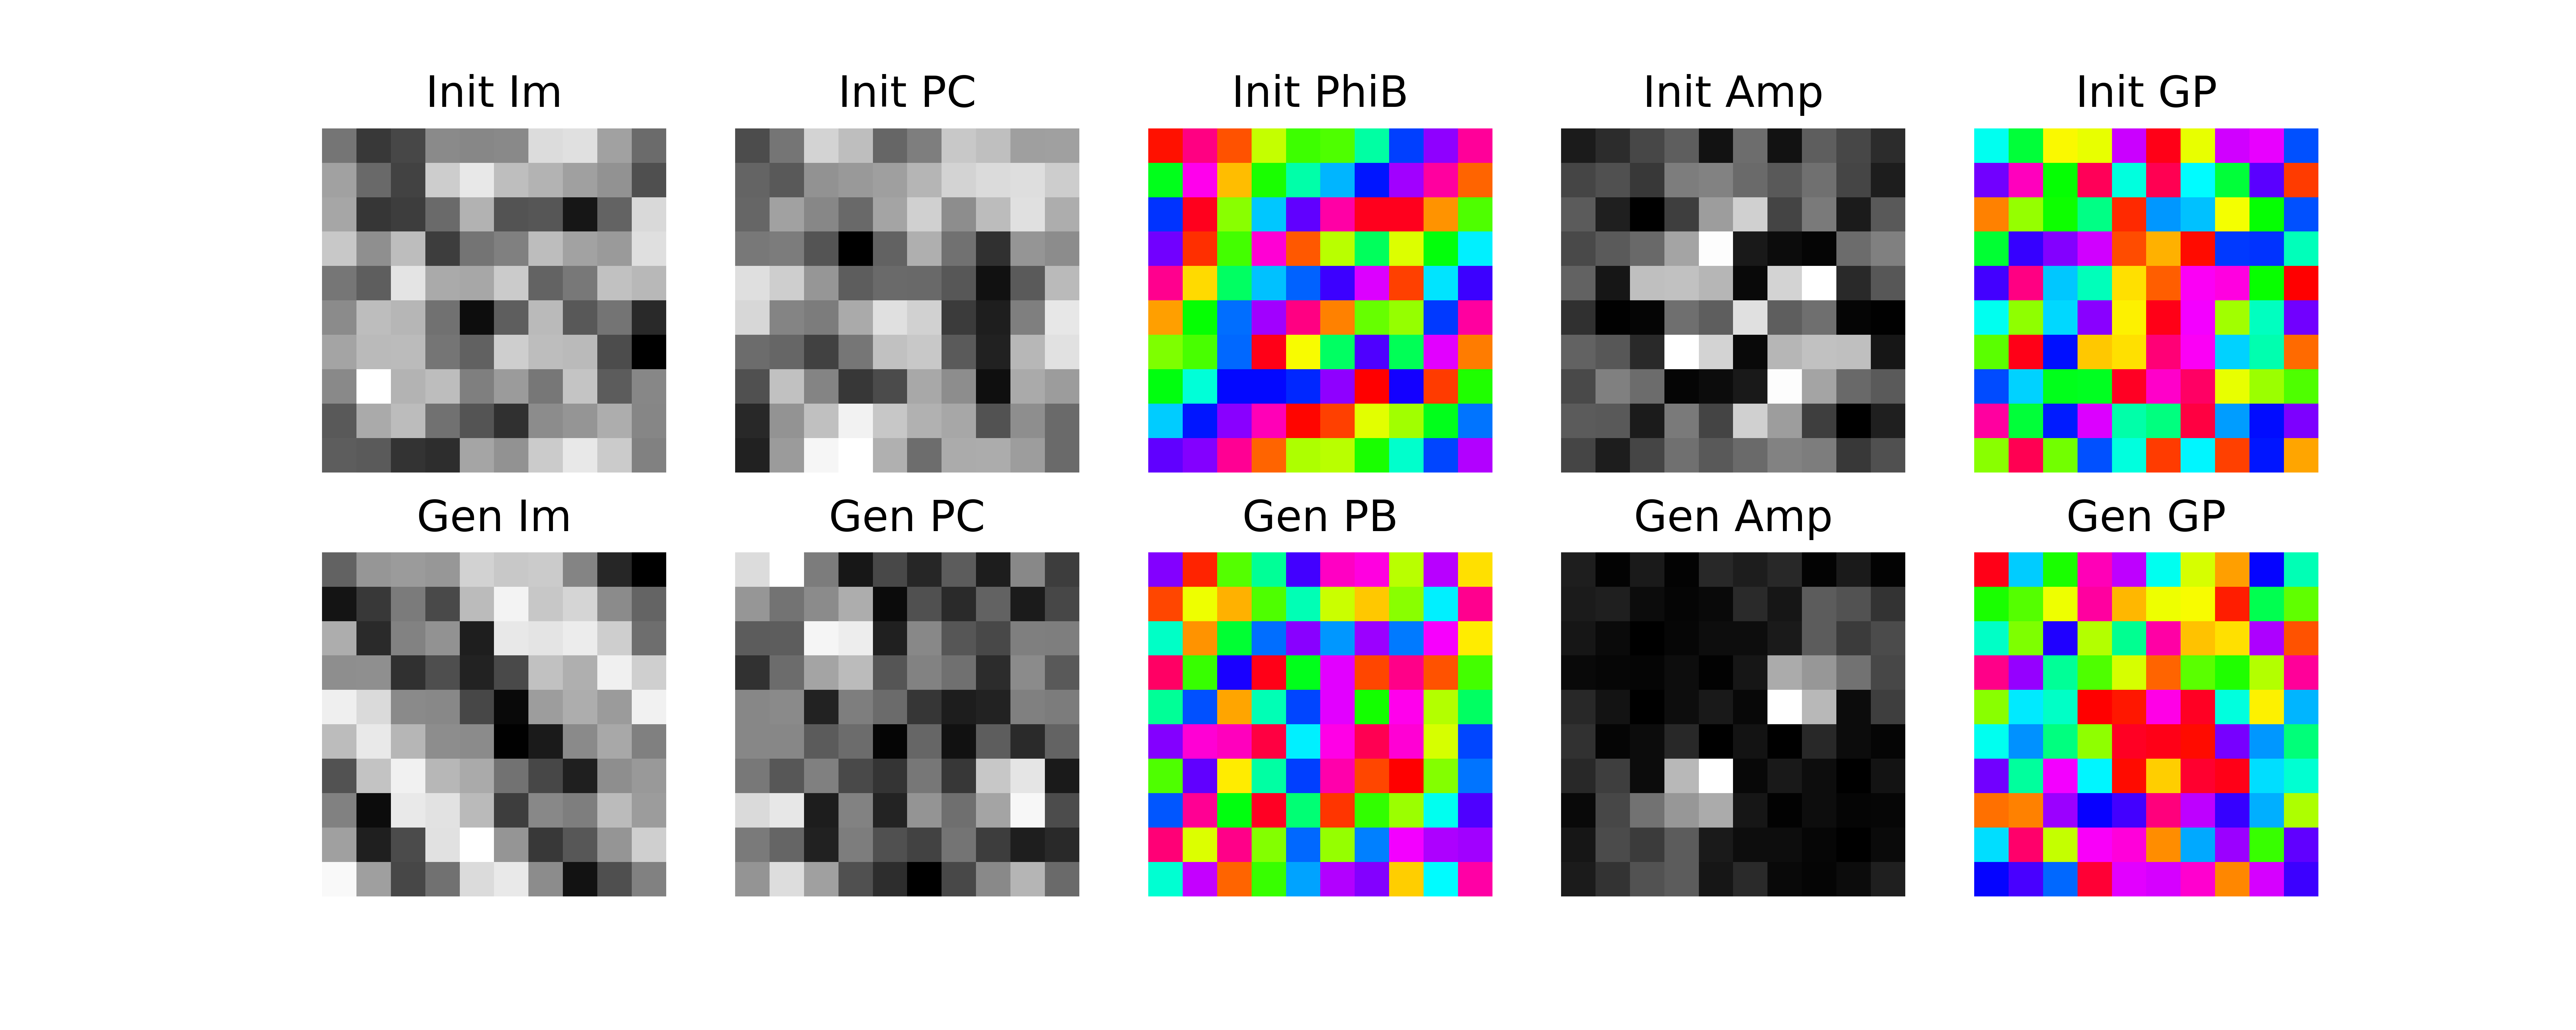 Init Im
Init PC
Init PhiB
Init Amp
Init GP
Gen Im
Gen PC
Gen PB
Gen Amp
Gen GP